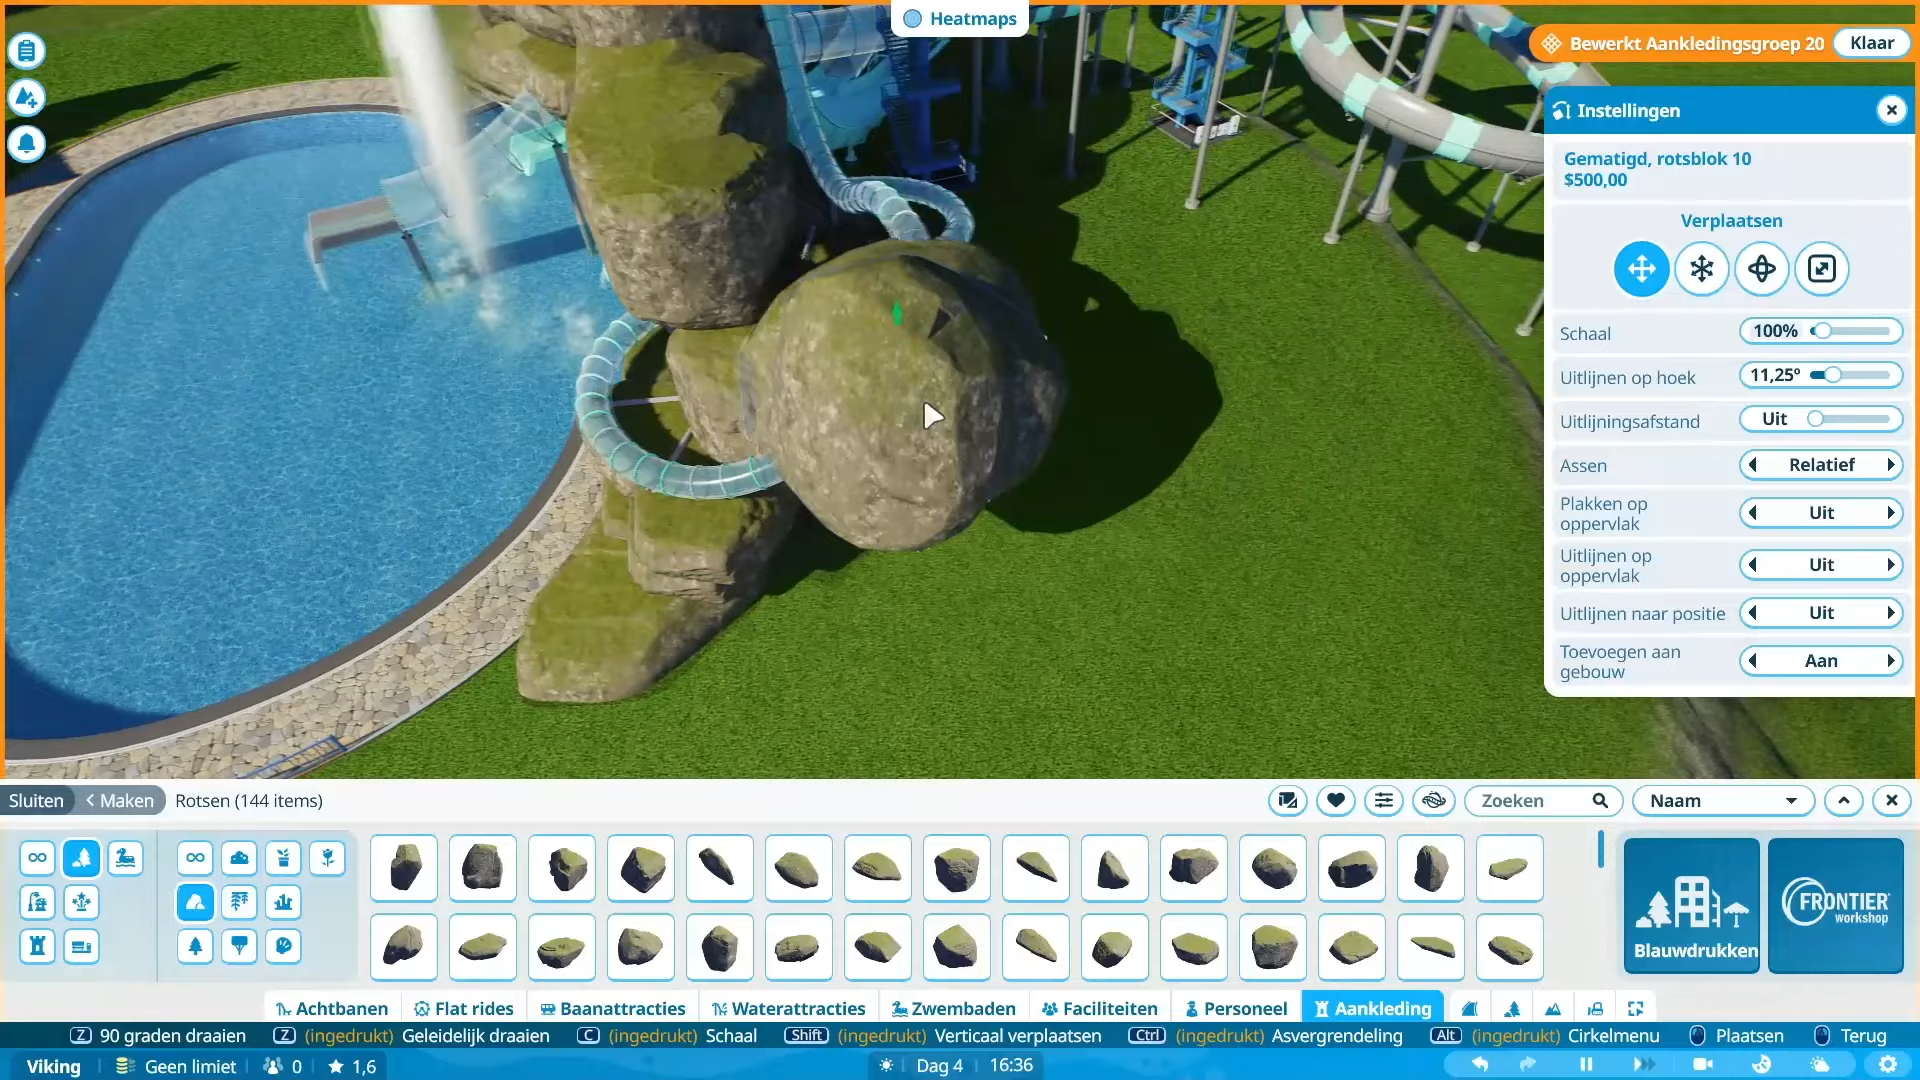 Heatmaps
Bewerkt Aankledingsgroep 20
Klaar
Instellingen
Gematigd, rotsblok 10
$500,00
Verplaatsen
Schaal
100%
Uitlijnen op hoek
11,25°
Uitlijningsafstand
Uit
Assen
Relatief
Plakken op
oppervlak
Uit
Uitlijnen op
oppervlak
Uit
Uitlijnen naar positie
Uit
Toevoegen aan
gebouw
Aan
Sluiten
Maken
Rotsen (144 items)
Zoeken
Naam
Blauwdrukken
FRONTIER
workshop
Achtbanen
Flat rides
Baanattracties
Waterattracties
Zwembaden
Faciliteiten
Personeel
Aankleding
Z 90 graden draaien Z (ingedrukt) Geleidelijk draaien C (ingedrukt) Schaal Shift (ingedrukt) Verticaal verplaatsen Ctrl (ingedrukt) Asvergrendeling Alt (ingedrukt) Cirkelmenu Plaatsen Terug
Viking Geen limiet 0 1,6 Dag 4 16:36